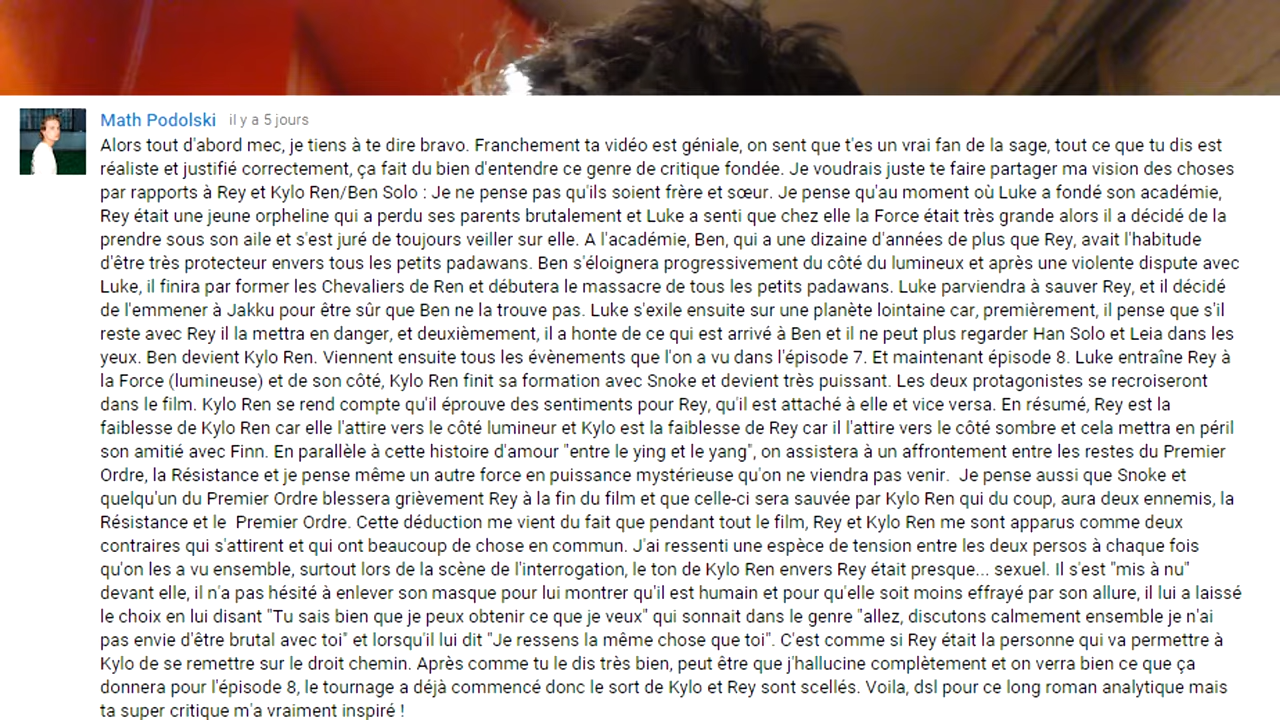 Math Podolski il y a 5 jours
Alors tout d'abord mec, je tiens à te dire bravo. Franchement ta vidéo est géniale, on sent que t'es un vrai fan de la sage, tout ce que tu dis est
réaliste et justifié correctement, ça fait du bien d'entendre ce genre de critique fondée. Je voudrais juste te faire partager ma vision des choses
par rapports à Rey et Kylo Ren/Ben Solo : Je ne pense pas qu'ils soient frère et sœur. Je pense qu'au moment où Luke a fondé son académie,
Rey était une jeune orpheline qui a perdu ses parents brutalement et Luke a senti que chez elle la Force était très grande alors il a décidé de la
prendre sous son aile et s'est juré de toujours veiller sur elle. A l'académie, Ben, qui a une dizaine d'années de plus que Rey, avait l'habitude
d'être très protecteur envers tous les petits padawans. Ben s'éloignera progressivement du côté du lumineux et après une violente dispute avec
Luke, il finira par former les Chevaliers de Ren et débutera le massacre de tous les petits padawans. Luke parviendra à sauver Rey, et il décidé
de l'emmener à Jakku pour être sûr que Ben ne la trouve pas. Luke s'exile ensuite sur une planète lointaine car, premièrement, il pense que s'il
reste avec Rey il la mettra en danger, et deuxièmement, il a honte de ce qui est arrivé à Ben et il ne peut plus regarder Han Solo et Leia dans les
yeux. Ben devient Kylo Ren. Viennent ensuite tous les évènements que l'on a vu dans l'épisode 7. Et maintenant épisode 8. Luke entraîne Rey à
la Force (lumineuse) et de son côté, Kylo Ren finit sa formation avec Snoke et devient très puissant. Les deux protagonistes se recroiseront
dans le film. Kylo Ren se rend compte qu'il éprouve des sentiments pour Rey, qu'il est attaché à elle et vice versa. En résumé, Rey est la
faiblesse de Kylo Ren car elle l'attire vers le côté lumineur et Kylo est la faiblesse de Rey car il l'attire vers le côté sombre et cela mettra en péril
son amitié avec Finn. En parallèle à cette histoire d'amour "entre le ying et le yang", on assistera à un affrontement entre les restes du Premier
Ordre, la Résistance et je pense même un autre force en puissance mystérieuse qu'on ne viendra pas venir. Je pense aussi que Snoke et
quelqu'un du Premier Ordre blessera grièvement Rey à la fin du film et que celle-ci sera sauvée par Kylo Ren qui du coup, aura deux ennemis, la
Résistance et le Premier Ordre. Cette déduction me vient du fait que pendant tout le film, Rey et Kylo Ren me sont apparus comme deux
contraires qui s'attirent et qui ont beaucoup de chose en commun. J'ai ressenti une espèce de tension entre les deux persos à chaque fois
qu'on les a vu ensemble, surtout lors de la scène de l'interrogation, le ton de Kylo Ren envers Rey était presque... sexuel. Il s'est "mis à nu"
devant elle, il n'a pas hésité à enlever son masque pour lui montrer qu'il est humain et pour qu'elle soit moins effrayé par son allure, il lui a laissé
le choix en lui disant "Tu sais bien que je peux obtenir ce que je veux" qui sonnait dans le genre "allez, discutons calmement ensemble je n'ai
pas envie d'être brutal avec toi" et lorsqu'il lui dit "Je ressens la même chose que toi". C'est comme si Rey était la personne qui va permettre à
Kylo de se remettre sur le droit chemin. Après comme tu le dis très bien, peut être que j'hallucine complètement et on verra bien ce que ça
donnera pour l'épisode 8, le tournage a déjà commencé donc le sort de Kylo et Rey sont scellés. Voila, dsl pour ce long roman analytique mais
ta super critique m'a vraiment inspiré !